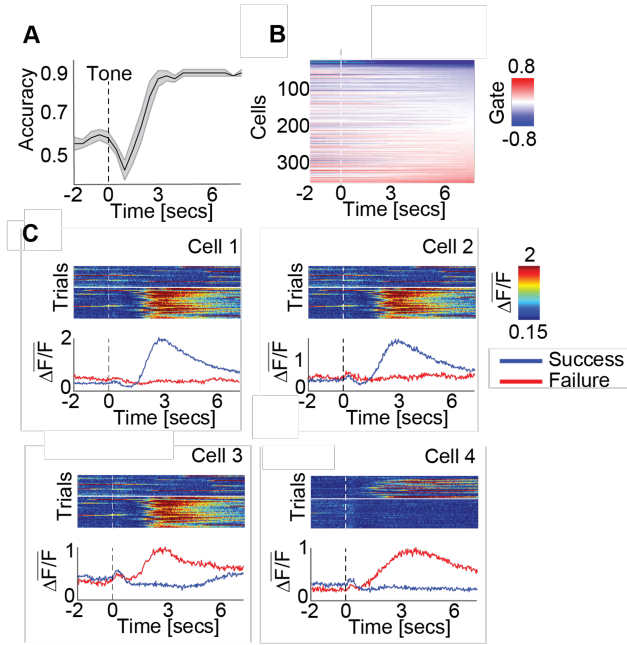 A
B
Tone
Accuracy
0.9
0.7
0.5
-2 0 3 6
Time [secs]
Cells
100
200
300
-2 0 3 6
Time [secs]
0.8
Gate
-0.8
C
Cell 1
Trials
ΔF/F
2
0
-2 0 3 6
Time [secs]
Cell 2
Trials
ΔF/F
1
0
-2 0 3 6
Time [secs]
2
ΔF/F
0.15
Success
Failure
Cell 3
Trials
ΔF/F
1
0
-2 0 3 6
Time [secs]
Cell 4
Trials
ΔF/F
1
0
-2 0 3 6
Time [secs]